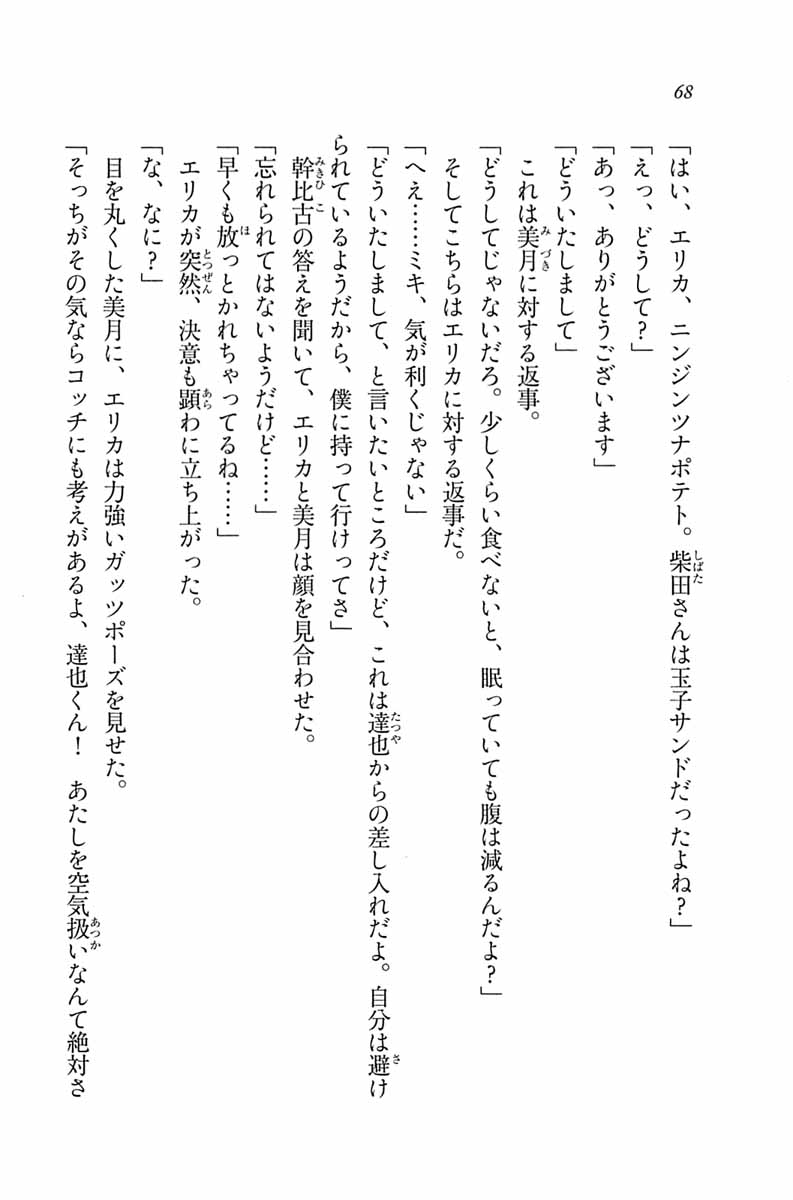 68
「はい、エリカ、ニンジンツナポテト。柴田さんは玉子サンドだったよね？」
「えっ、どうして？」
「あっ、ありがとうございます」
「どういたしまして」
これは美月に対する返事。
「どうしてじゃないだろ。少しくらい食べないと、眠っていても腹は減るんだよ？」
そしてこちらはエリカに対する返事だ。
「へえ……ミキ、気が利くじゃない」
「どういたしまして、と言いたいところだけど、これは達也からの差し入れだよ。自分は避け
られているようだから、僕に持って行けってさ」
幹比古の答えを聞いて、エリカと美月は顔を見合わせた。
「忘れられてはないようだけど……」
「早くも放っとかれちゃってるね……」
エリカが突然、決意も顕わに立ち上がった。
「な、なに？」
目を丸くした美月に、エリカは力強いガッツポーズを見せた。
「そっちがその気ならコッチにも考えがあるよ、達也くん！　あたしを空気扱いなんて絶対さ